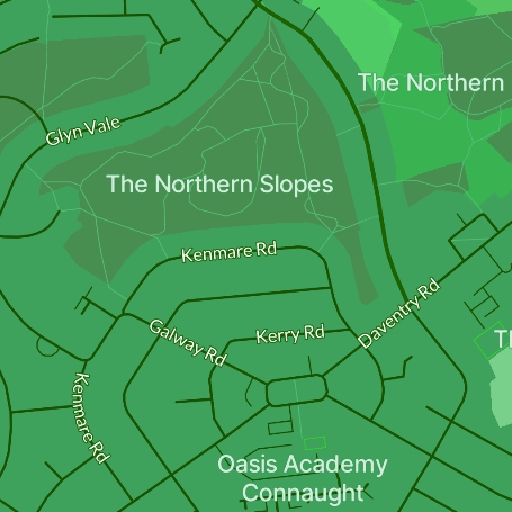 The Northern
Glyn Vale
The Northern Slopes
Kenmare Rd
Daventry Rd
Galway Rd
Kerry Rd
Th
Kenmare Rd
Oasis Academy
Connaught